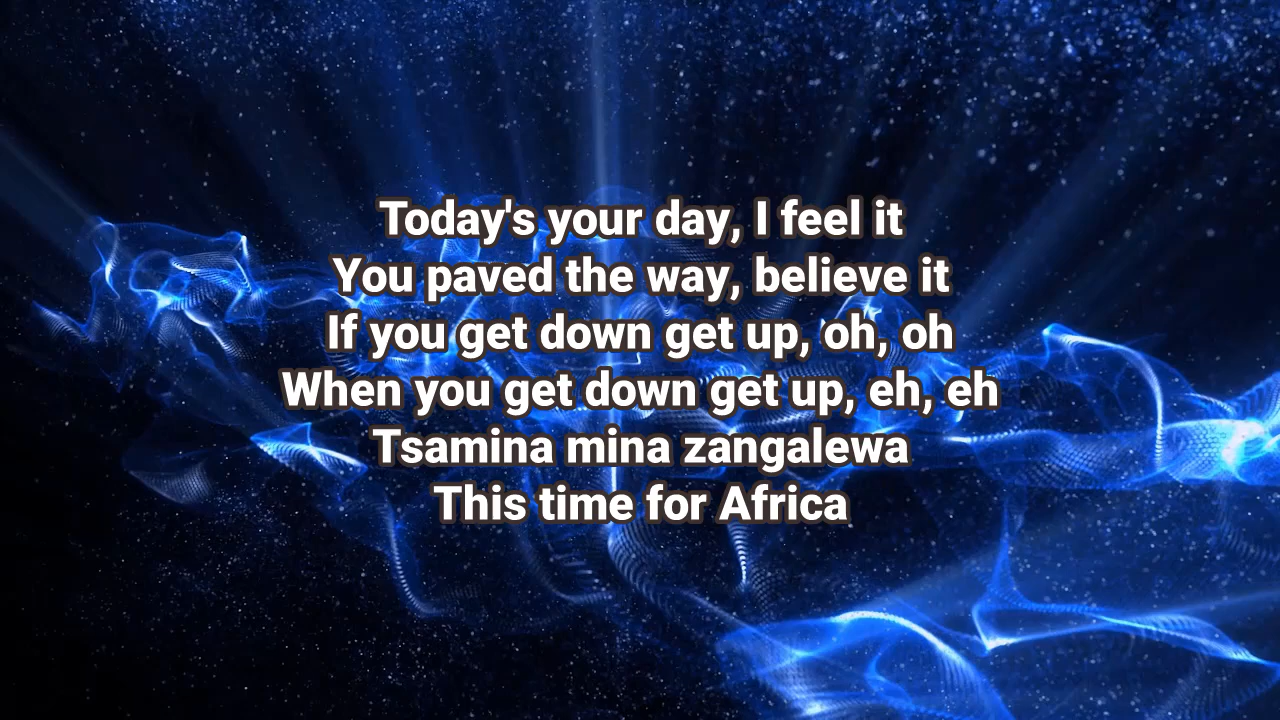 Today's your day, I feel it
You paved the way, believe it
If you get down get up, oh, oh
When you get down get up, eh, eh
Tsamina mina zangalewa
This time for Africa